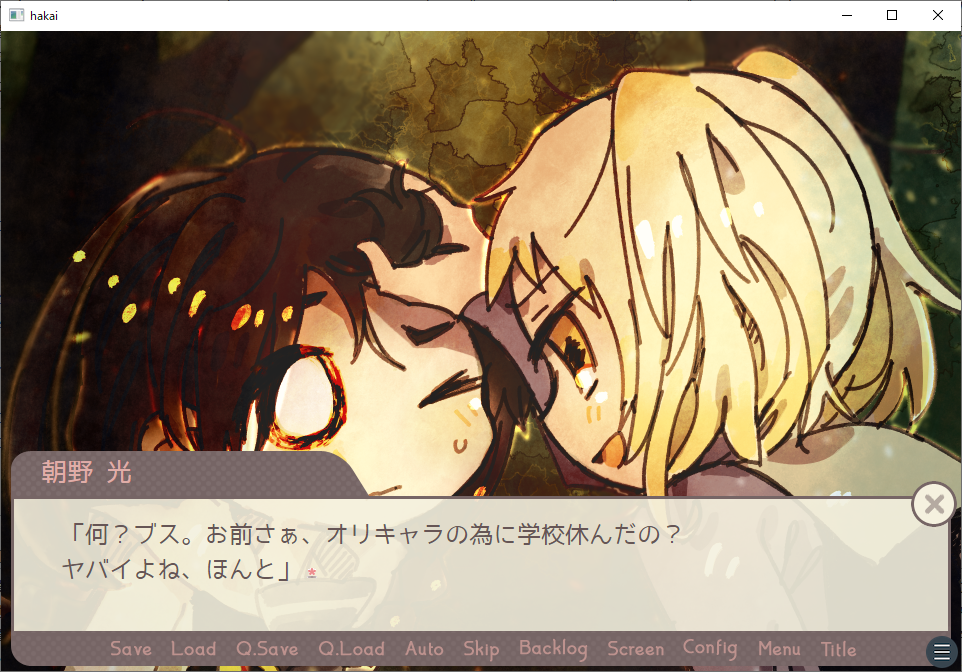 hakai
朝野 光
「何？ブス。お前さぁ、オリキャラの為に学校休んだの？
ヤバイよね、ほんと」
Save Load Q.Save Q.Load Auto Skip Backlog Screen Config Menu Title